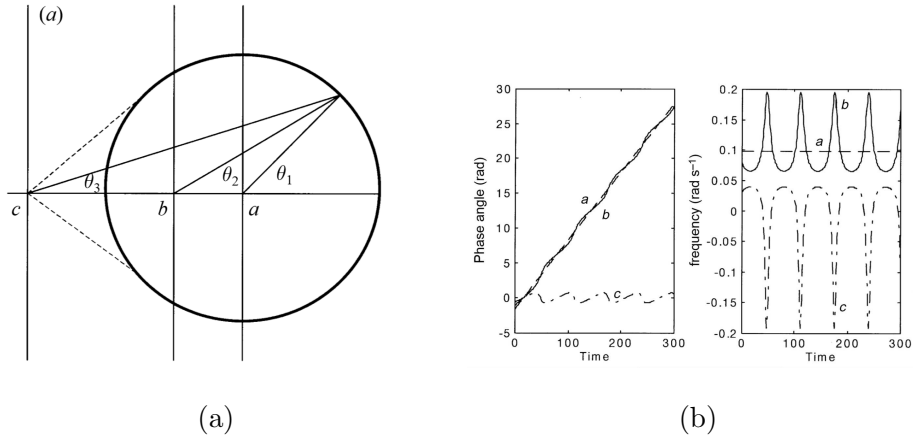 (a)
θ3
θ2
θ1
c
b
a
(a)
30
25
20
15
10
5
0
-5
0
100
200
300
Time
Phase angle (rad)
a
b
c
0.2
0.15
0.1
0.05
0
-0.05
-0.1
-0.15
-0.2
0
100
200
300
Time
frequency (rad s⁻¹)
b
a
c
(b)